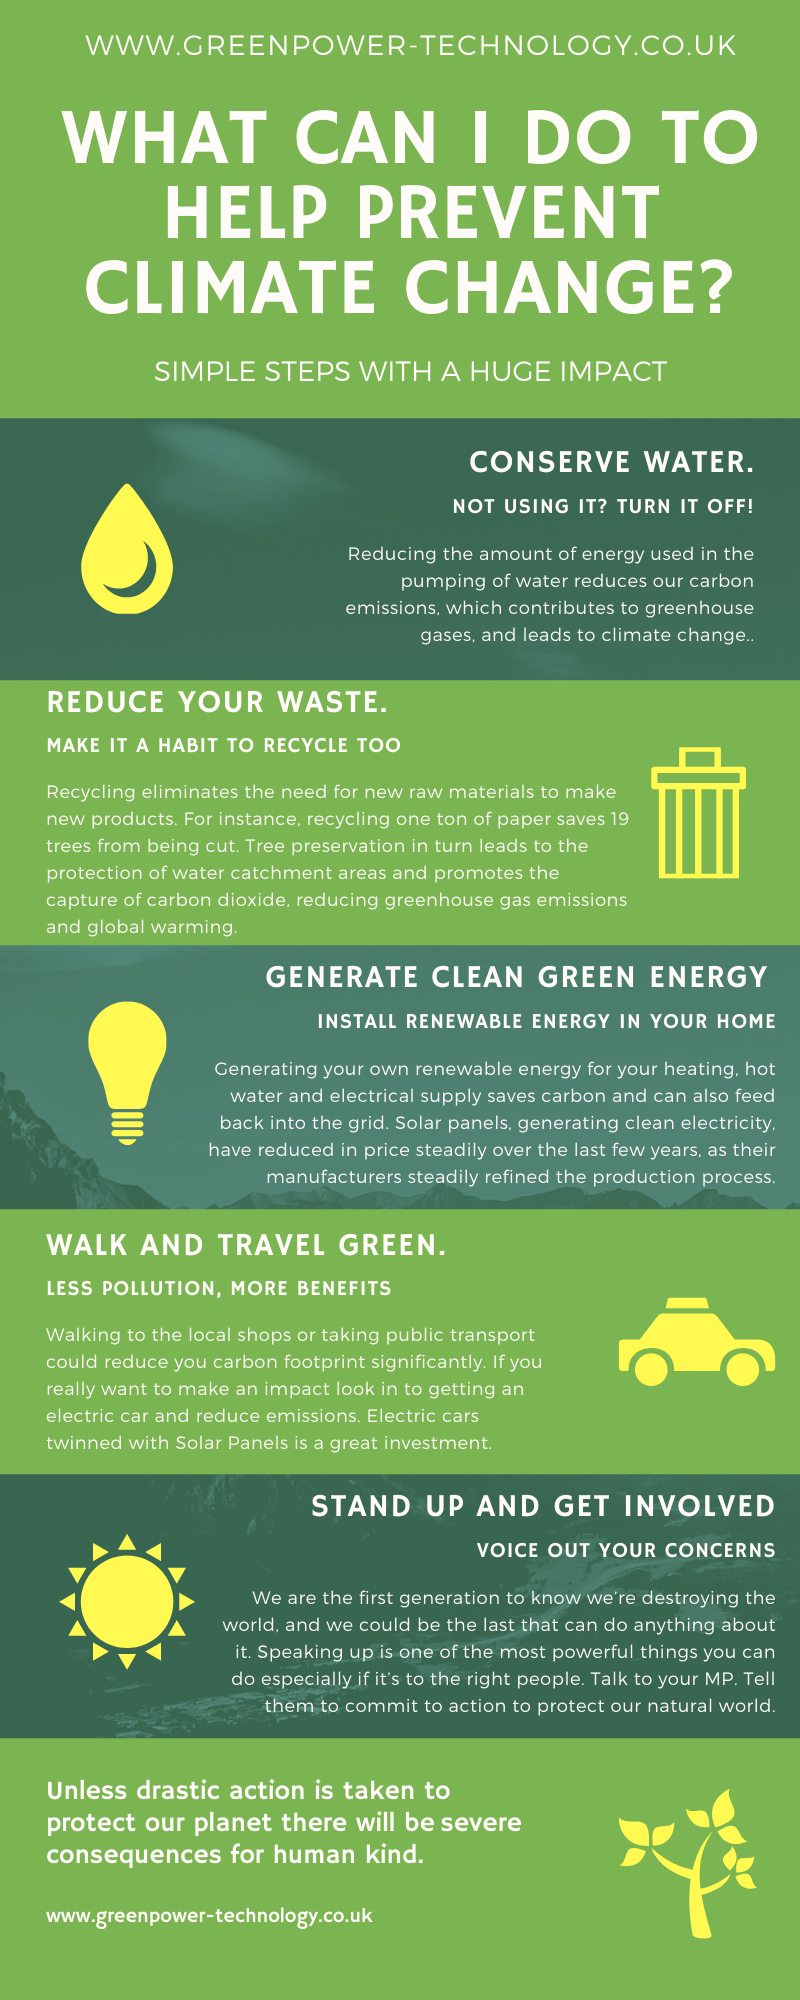 WWW.GREENPOWER-TECHNOLOGY.CO.UK
WHAT CAN I DO TO
HELP PREVENT
CLIMATE CHANGE?
SIMPLE STEPS WITH A HUGE IMPACT
CONSERVE WATER.
NOT USING IT? TURN IT OFF!
Reducing the amount of energy used in the
pumping of water reduces our carbon
emissions, which contributes to greenhouse
gases, and leads to climate change..
REDUCE YOUR WASTE.
MAKE IT A HABIT TO RECYCLE TOO
Recycling eliminates the need for new raw materials to make
new products. For instance, recycling one ton of paper saves 19
trees from being cut. Tree preservation in turn leads to the
protection of water catchment areas and promotes the
capture of carbon dioxide, reducing greenhouse gas emissions
and global warming.
GENERATE CLEAN GREEN ENERGY
INSTALL RENEWABLE ENERGY IN YOUR HOME
Generating your own renewable energy for your heating, hot
water and electrical supply saves carbon and can also feed
back into the grid. Solar panels, generating clean electricity,
have reduced in price steadily over the last few years, as their
manufacturers steadily refined the production process.
WALK AND TRAVEL GREEN.
LESS POLLUTION, MORE BENEFITS
Walking to the local shops or taking public transport
could reduce you carbon footprint significantly. If you
really want to make an impact look in to getting an
electric car and reduce emissions. Electric cars
twinned with Solar Panels is a great investment.
STAND UP AND GET INVOLVED
VOICE OUT YOUR CONCERNS
We are the first generation to know we're destroying the
world, and we could be the last that can do anything about
it. Speaking up is one of the most powerful things you can
do especially if it's to the right people. Talk to your MP. Tell
them to commit to action to protect our natural world.
Unless drastic action is taken to
protect our planet there will be severe
consequences for human kind.
www.greenpower-technology.co.uk